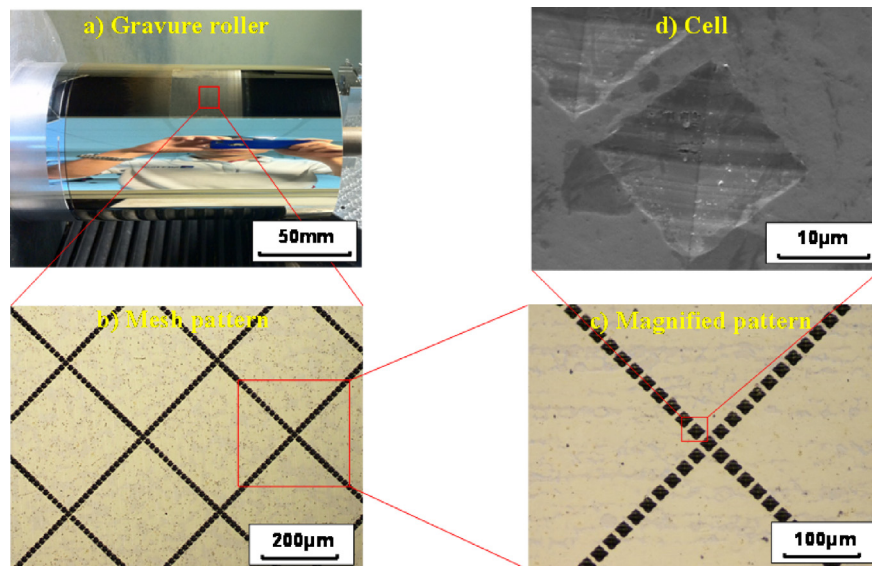 a) Gravure roller
50mm
d) Cell
10μm
b) Mesh pattern
200μm
c) Magnified pattern
100μm